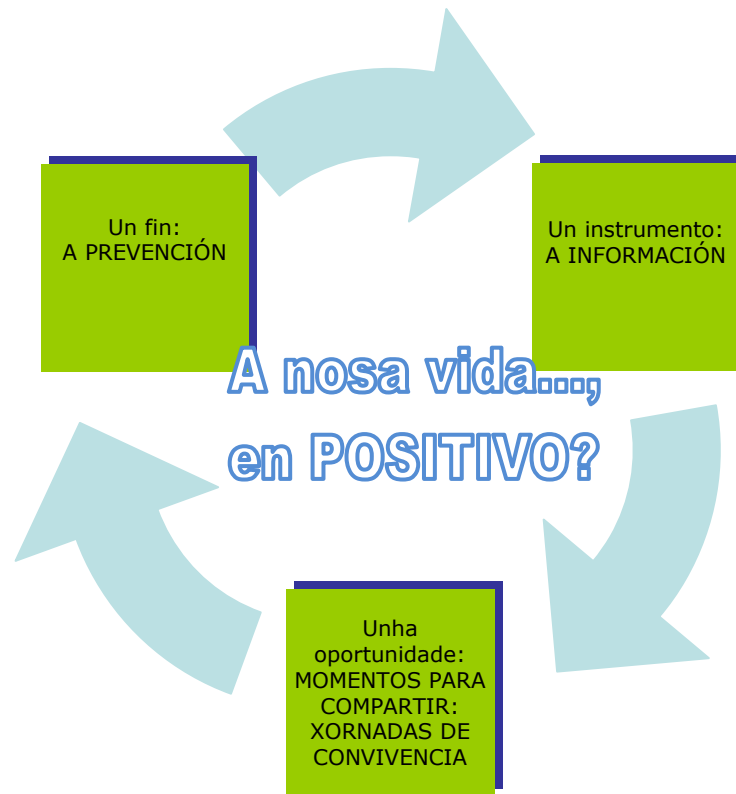 Un fin:
A PREVENCIÓN
Un instrumento:
A INFORMACIÓN
A nosa vida...,
en POSITIVO?
Unha
oportunidade:
MOMENTOS PARA
COMPARTIR:
XORNADAS DE
CONVIVENCIA